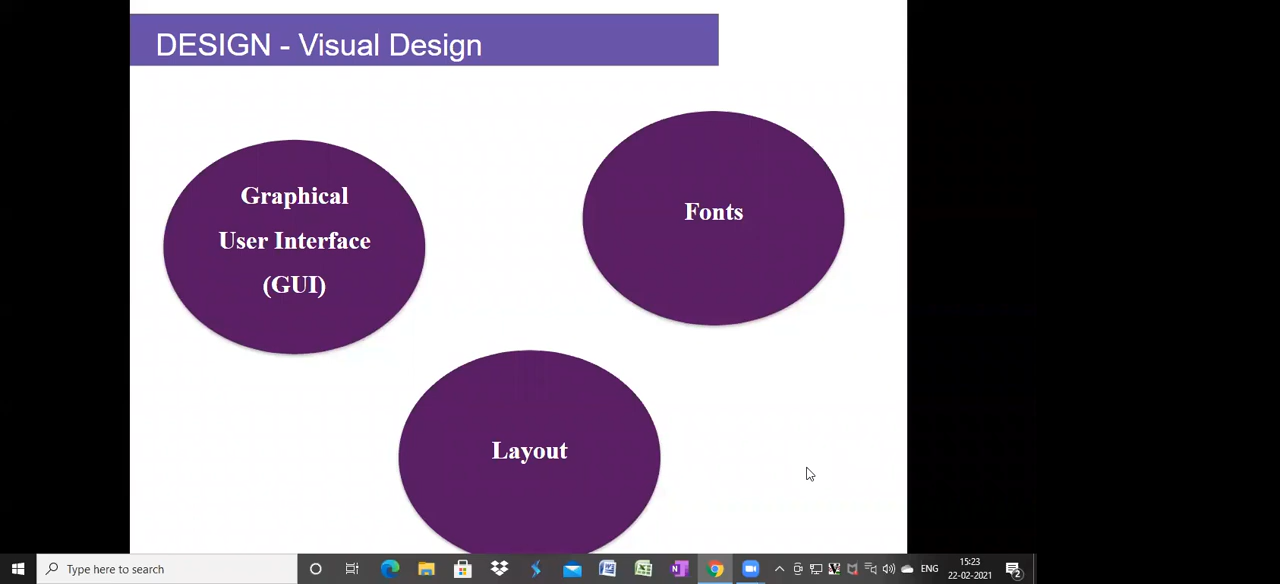 DESIGN - Visual Design
Graphical
User Interface
(GUI)
Fonts
Layout
Type here to search
ENG
15:23
22-02-2021
2